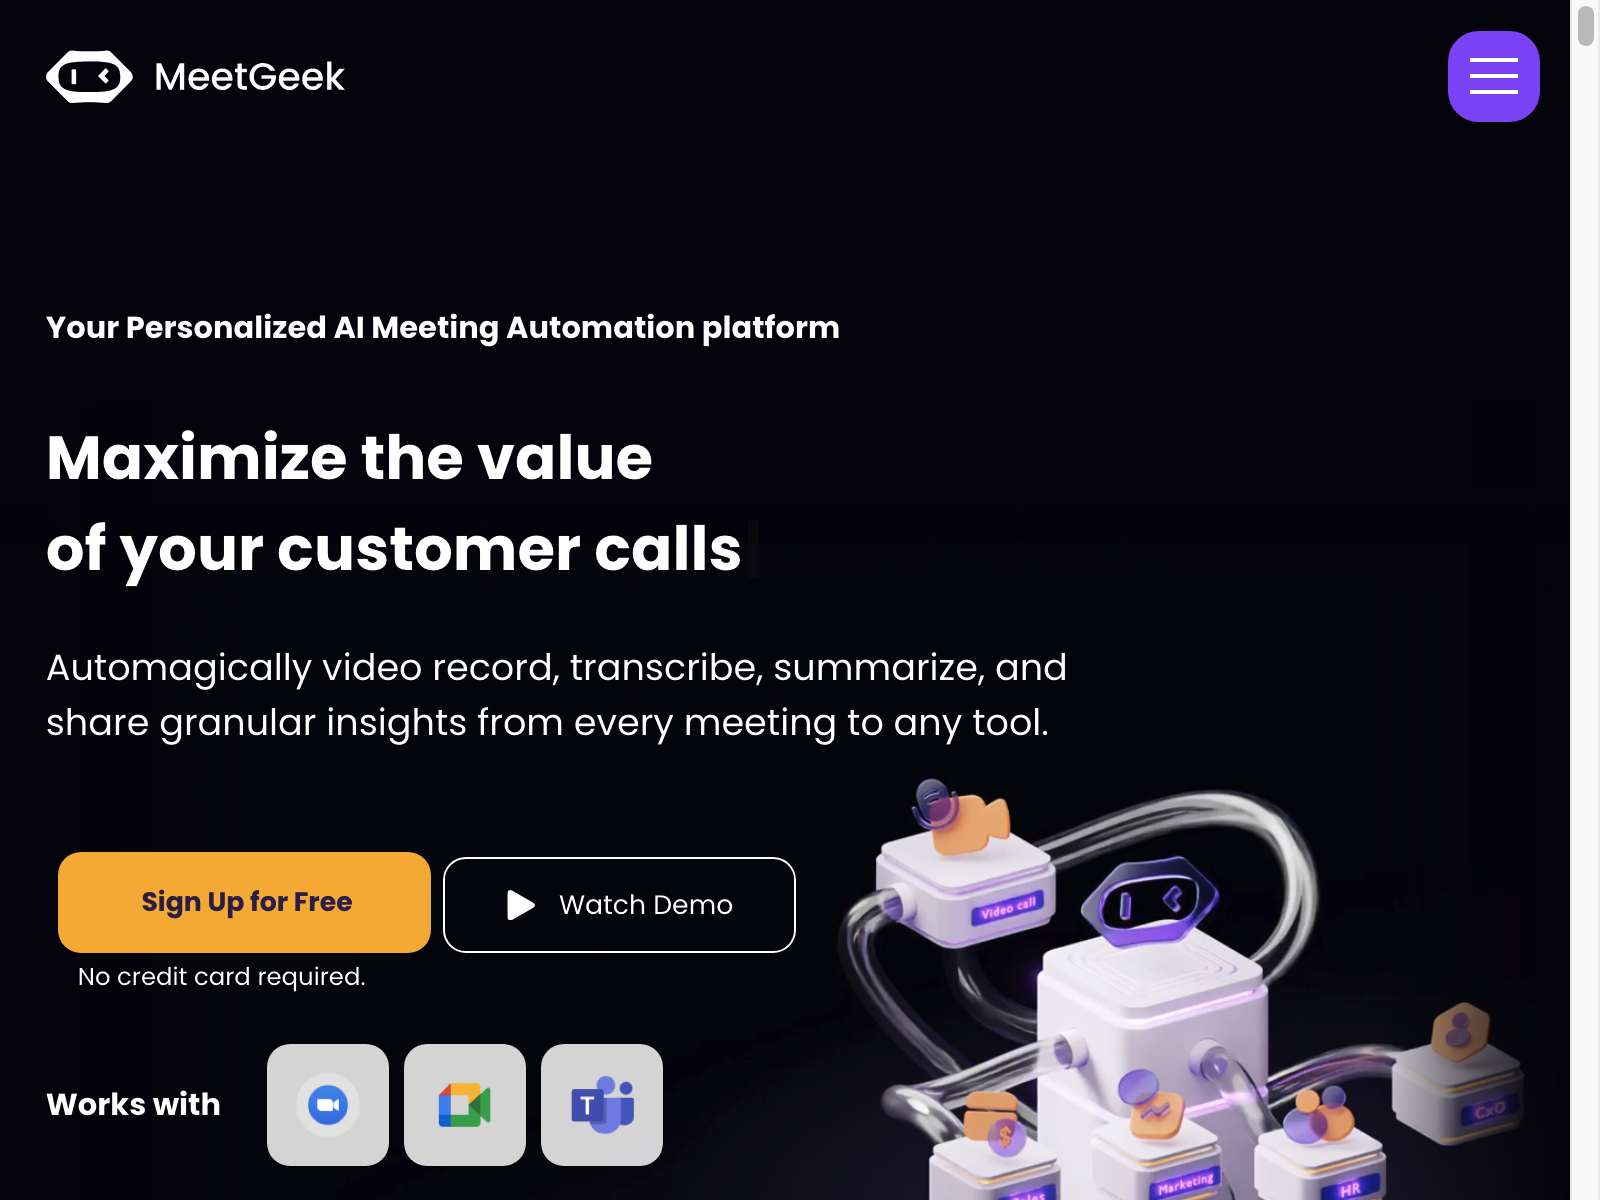 MeetGeek
Your Personalized AI Meeting Automation platform
Maximize the value
of your customer calls
Automagically video record, transcribe, summarize, and
share granular insights from every meeting to any tool.
Sign Up for Free
Watch Demo
No credit card required.
Works with
T
Video call
CxO
$
Marketing
HR